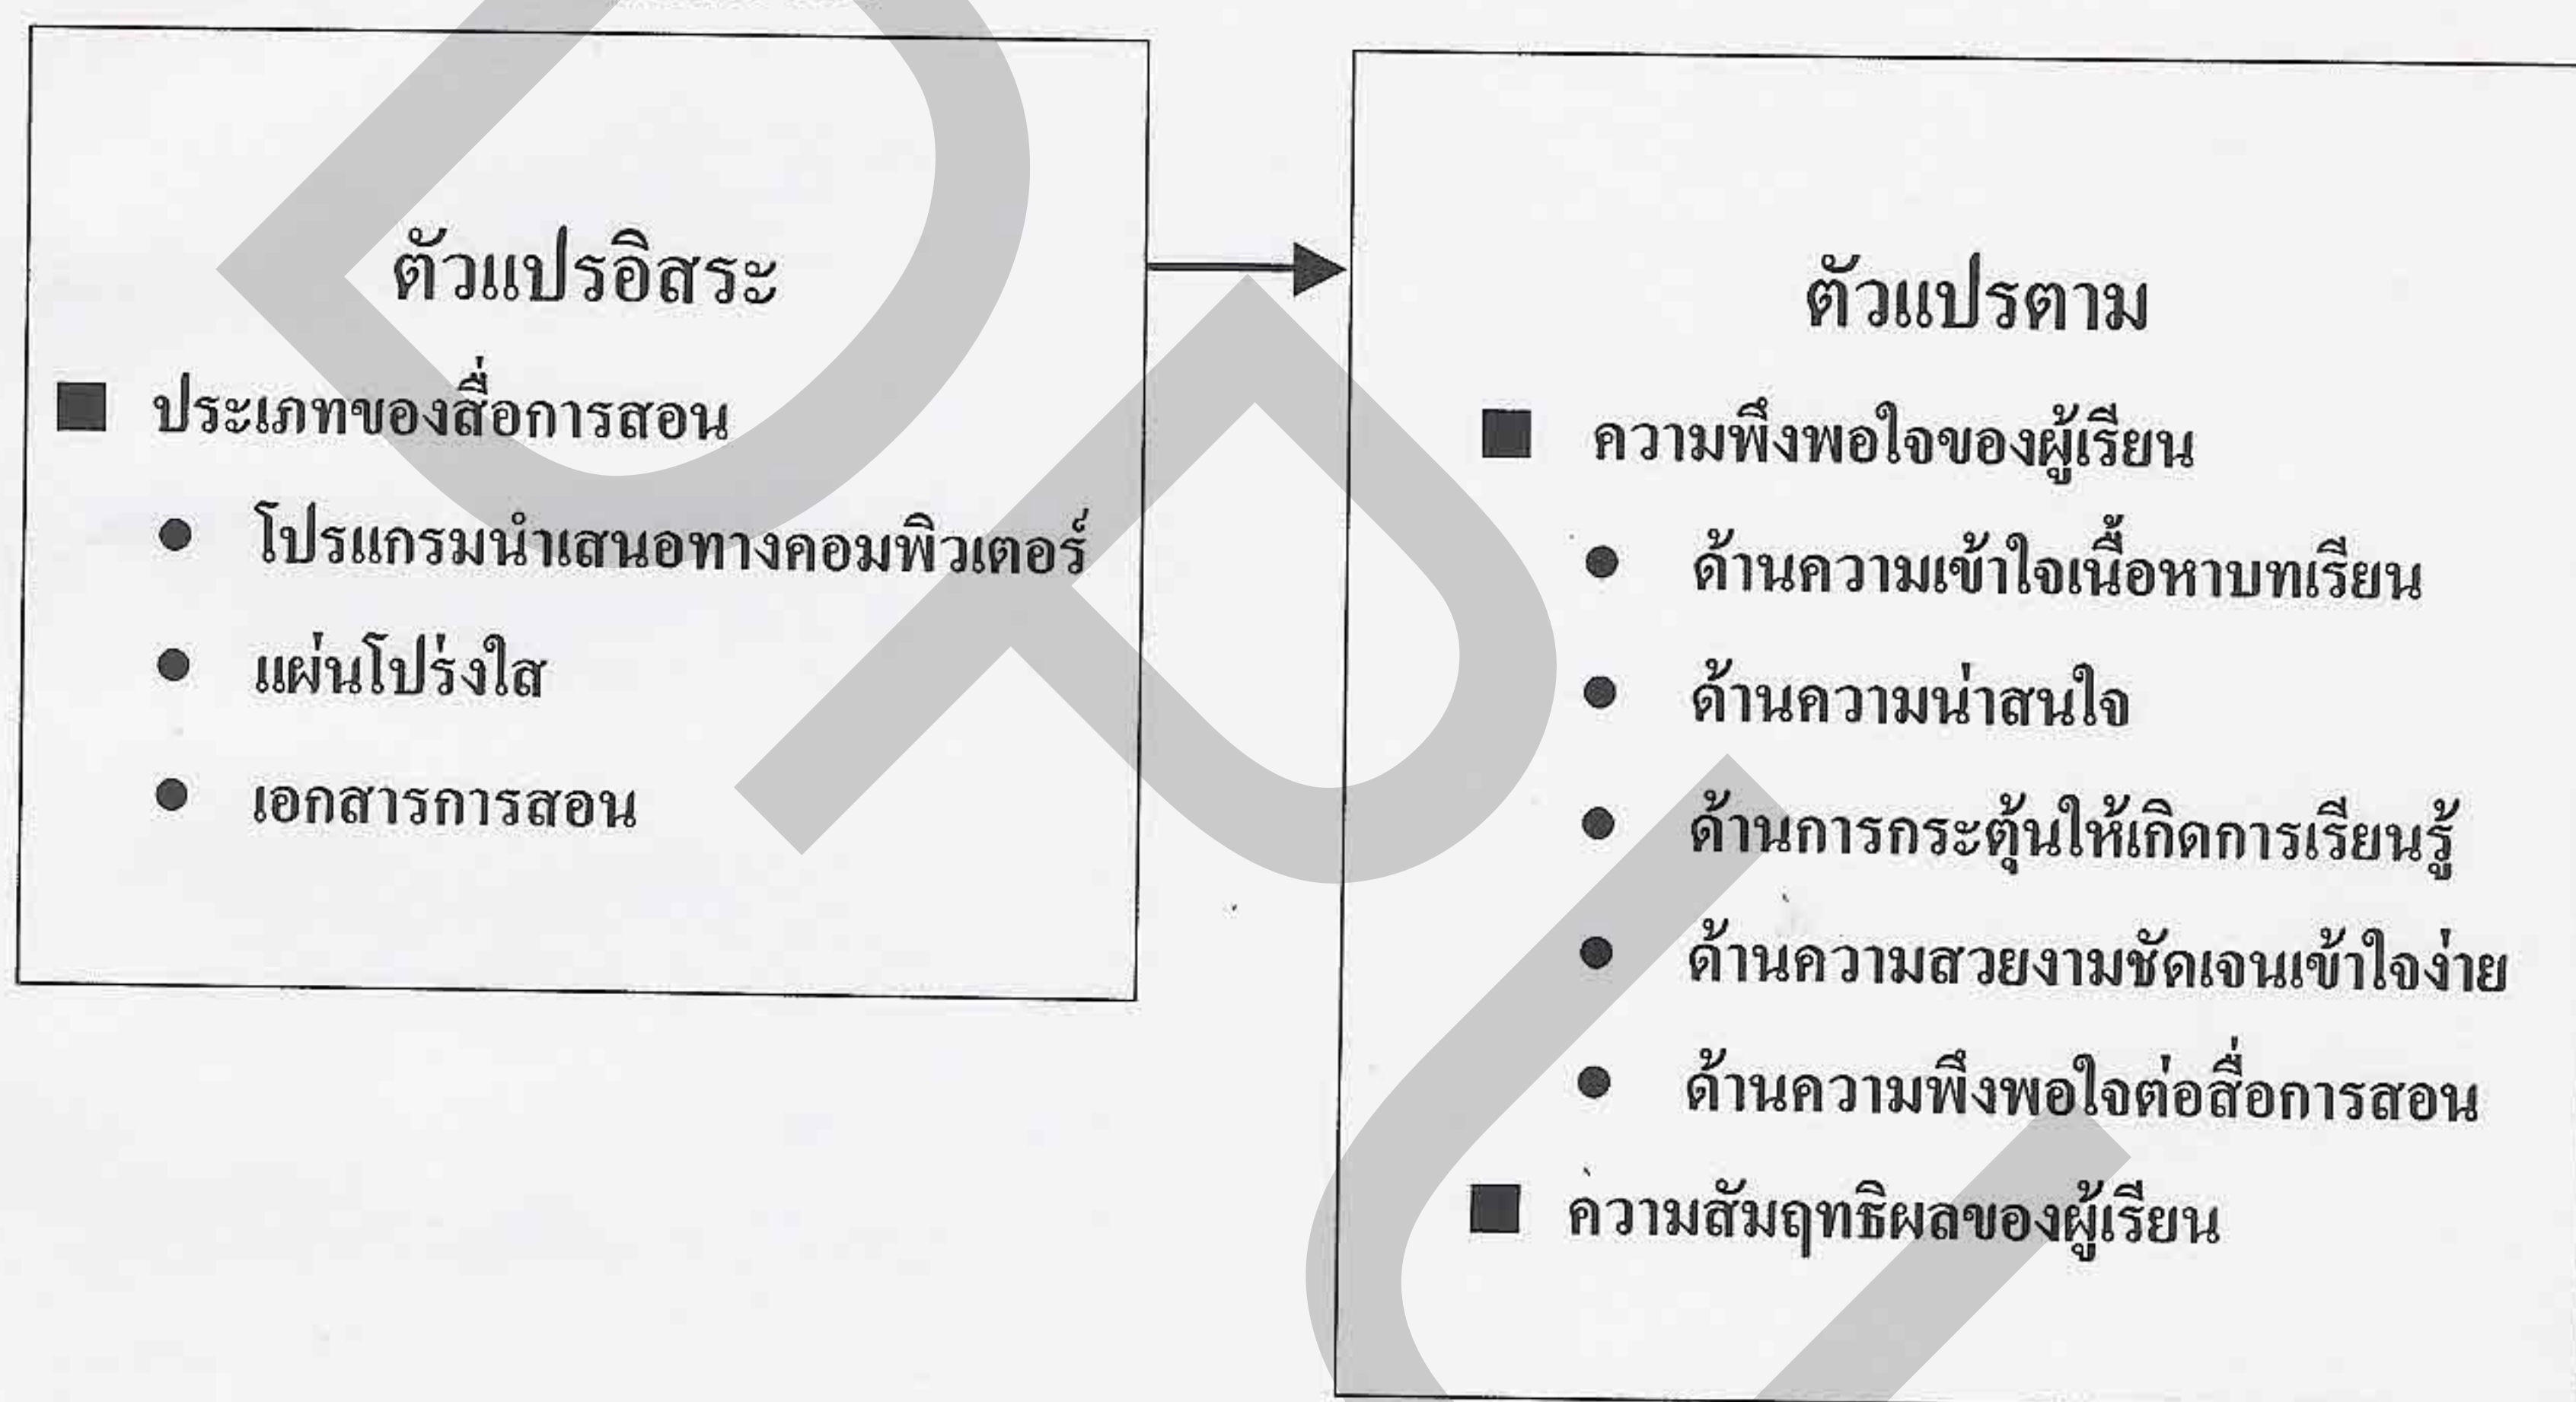 ตัวแปรอิสระ
■ ประเภทของสื่อการสอน
● โปรแกรมนำเสนอทางคอมพิวเตอร์
● แผ่นโปร่งใส
● เอกสารการสอน
ตัวแปรตาม
■ ความพึงพอใจของผู้เรียน
● ด้านความเข้าใจเนื้อหาบทเรียน
● ด้านความน่าสนใจ
● ด้านการกระตุ้นให้เกิดการเรียนรู้
● ด้านความสวยงามชัดเจนเข้าใจง่าย
● ด้านความพึงพอใจต่อสื่อการสอน
■ ความสัมฤทธิผลของผู้เรียน
DPU